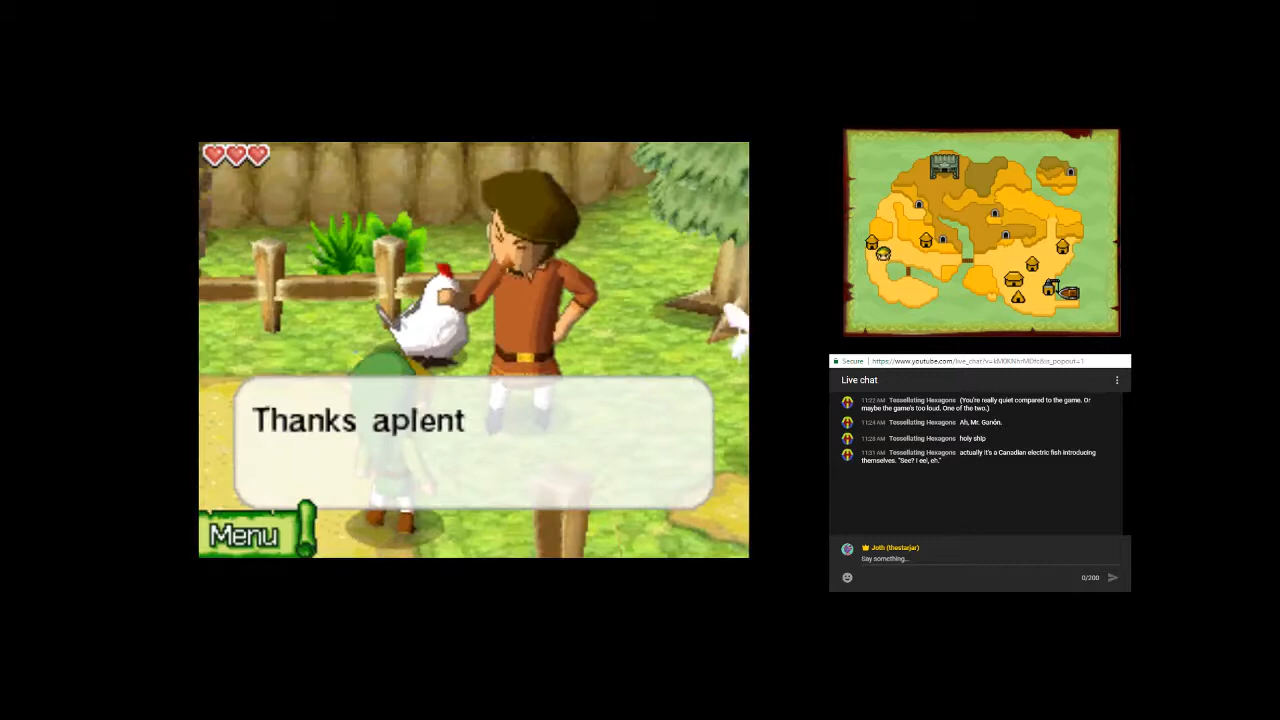 Thanks aplent
Menu
Secure
Live chat
11:22 AM Tessellating Hexagons (You're really quiet compared to the game. Or
maybe the game's too loud. One of the two.)
11:24 AM Tessellating Hexagons Ah, Mr. Ganón.
11:28 AM Tessellating Hexagons holy ship
11:31 AM Tessellating Hexagons actually it's a Canadian electric fish introducing
themselves. "See? I eel, eh."
Joth (thestarjar)
Say something...
0/200